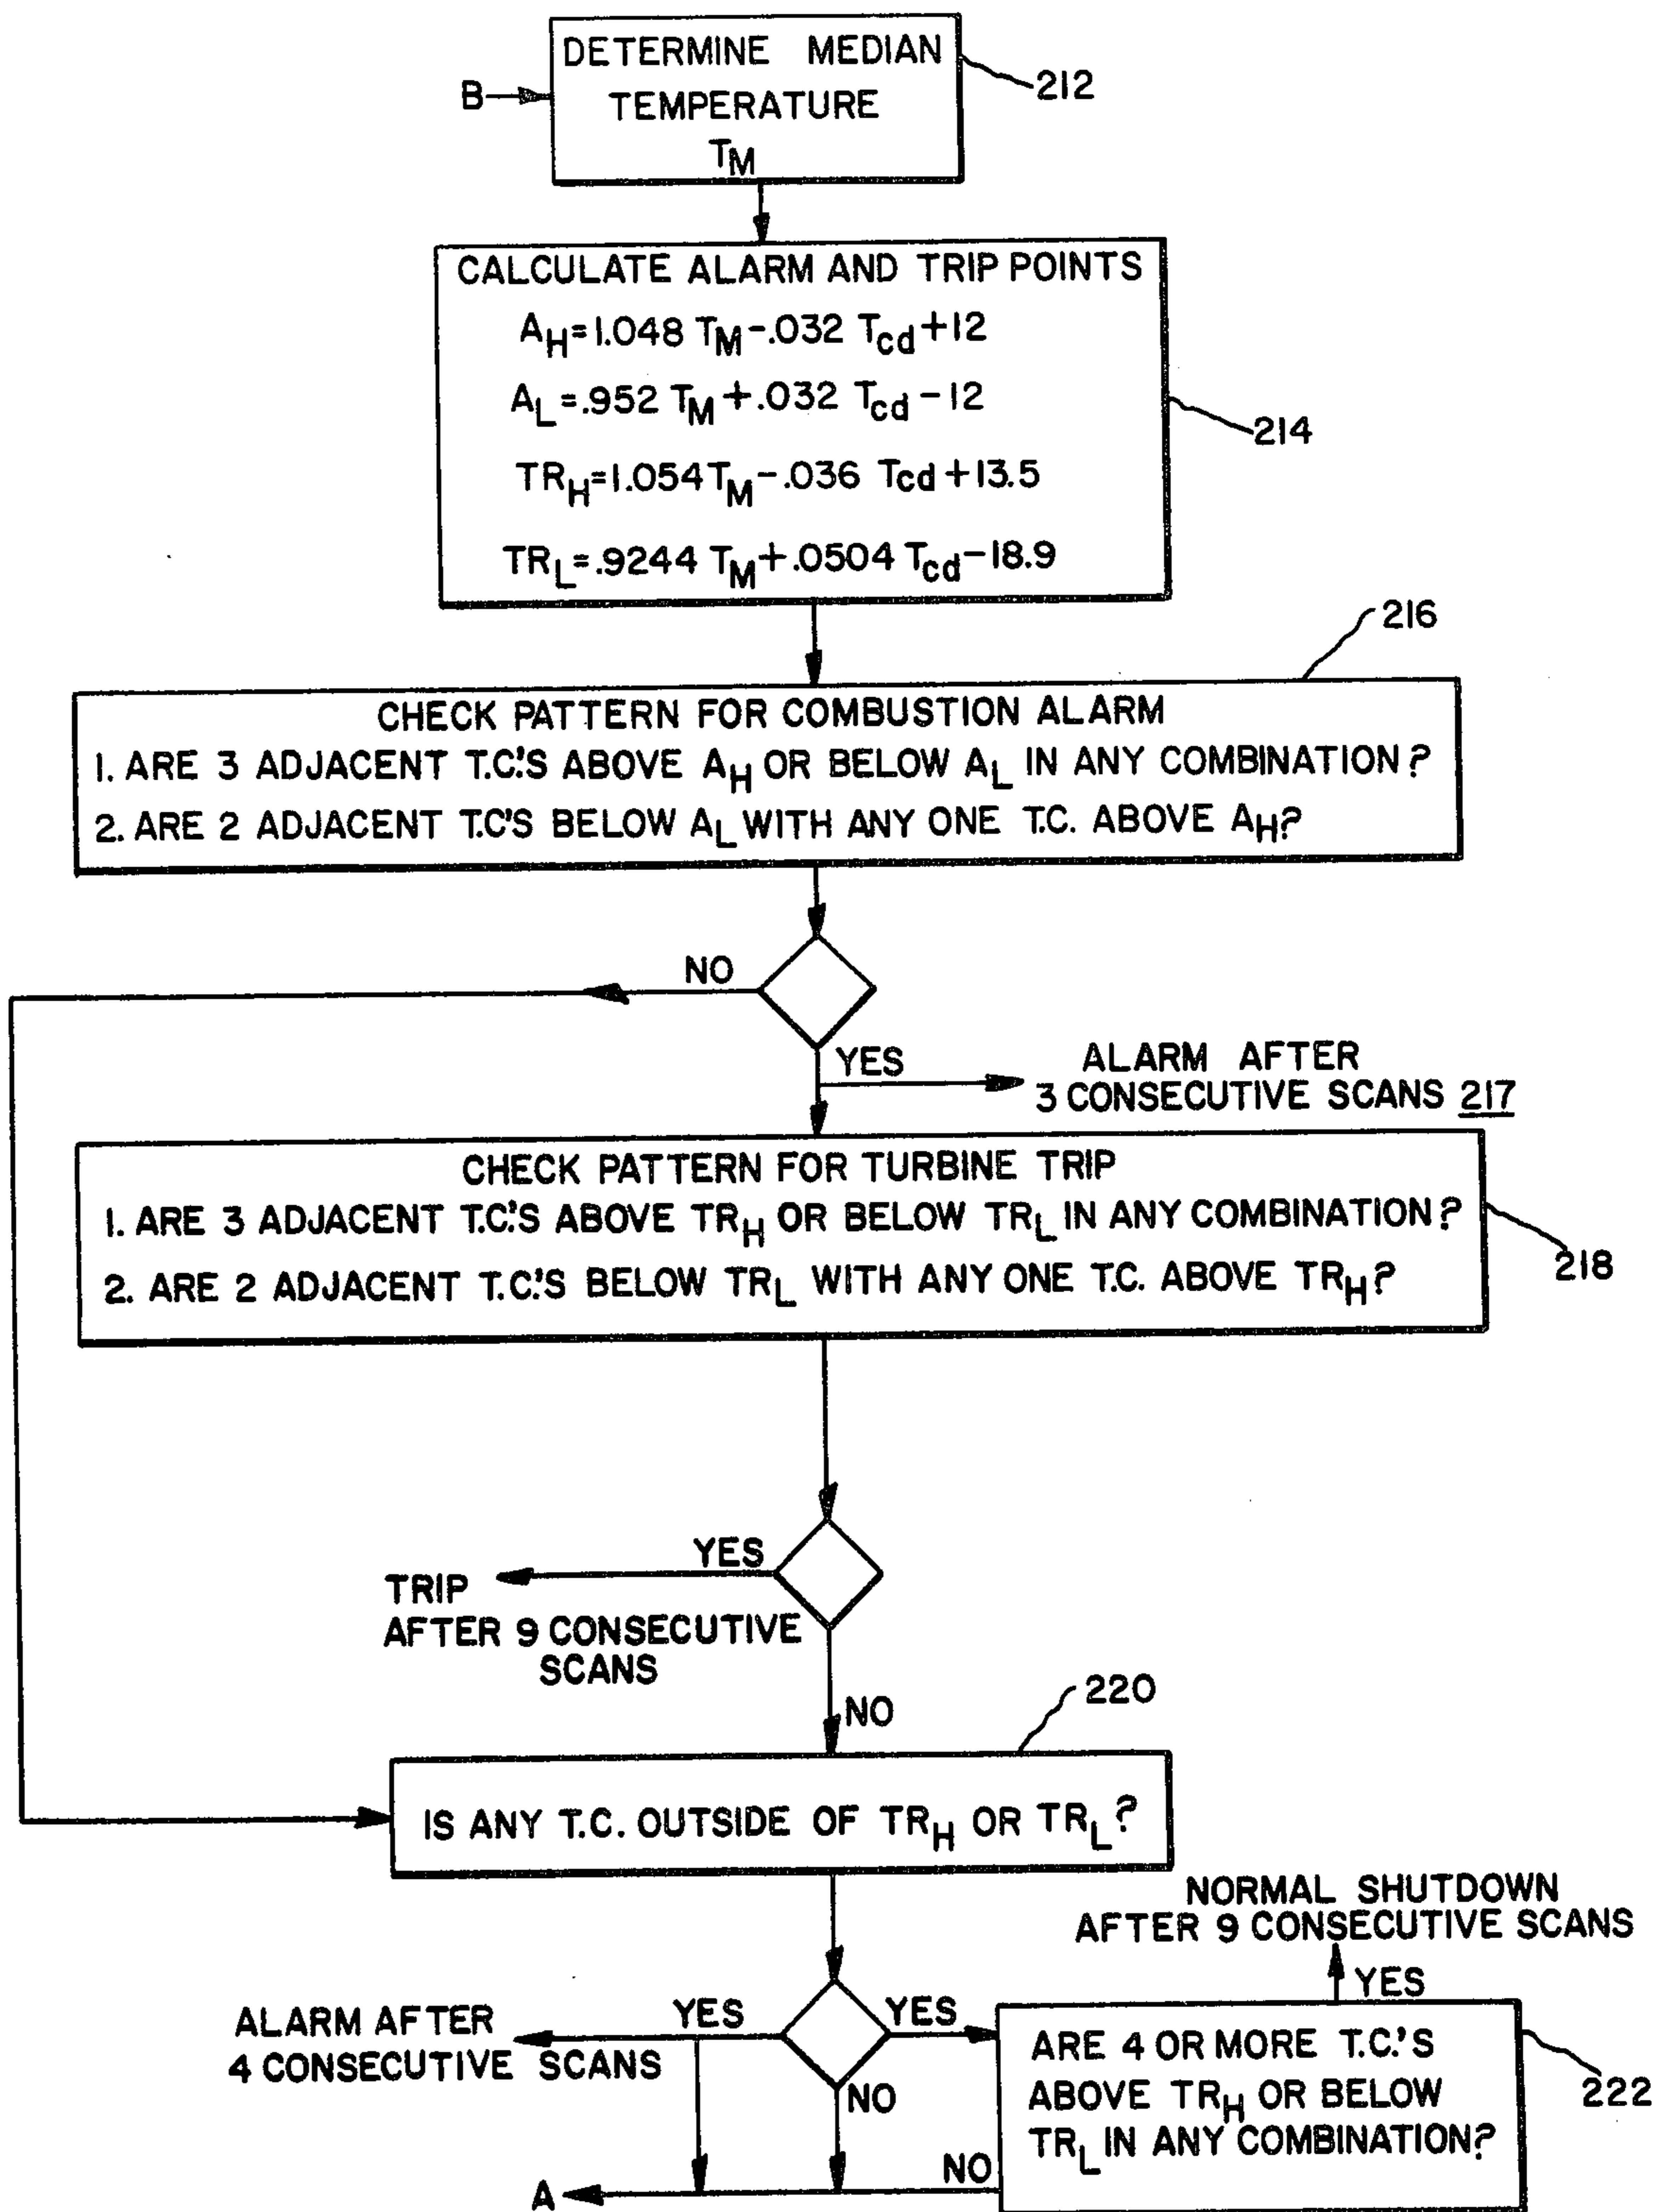 DETERMINE MEDIAN
TEMPERATURE
TM
B
212
CALCULATE ALARM AND TRIP POINTS
AH=1.048 TM-.032 Tcd+12
AL=.952 TM+.032 Tcd-12
TRH=1.054TM-.036 Tcd+13.5
TRL=.9244 TM+.0504 Tcd-18.9
214
216
CHECK PATTERN FOR COMBUSTION ALARM
1. ARE 3 ADJACENT T.C.'S ABOVE AH OR BELOW AL IN ANY COMBINATION?
2. ARE 2 ADJACENT T.C'S BELOW AL WITH ANY ONE T.C. ABOVE AH?
NO
YES
ALARM AFTER
3 CONSECUTIVE SCANS 217
CHECK PATTERN FOR TURBINE TRIP
1. ARE 3 ADJACENT T.C.'S ABOVE TRH OR BELOW TRL IN ANY COMBINATION?
2. ARE 2 ADJACENT T.C.'S BELOW TRL WITH ANY ONE T.C. ABOVE TRH?
218
YES
TRIP
AFTER 9 CONSECUTIVE
SCANS
NO
220
IS ANY T.C. OUTSIDE OF TRH OR TRL?
NORMAL SHUTDOWN
AFTER 9 CONSECUTIVE SCANS
YES
ALARM AFTER
4 CONSECUTIVE SCANS
YES
YES
NO
ARE 4 OR MORE T.C.'S
ABOVE TRH OR BELOW
TRL IN ANY COMBINATION?
222
NO
A